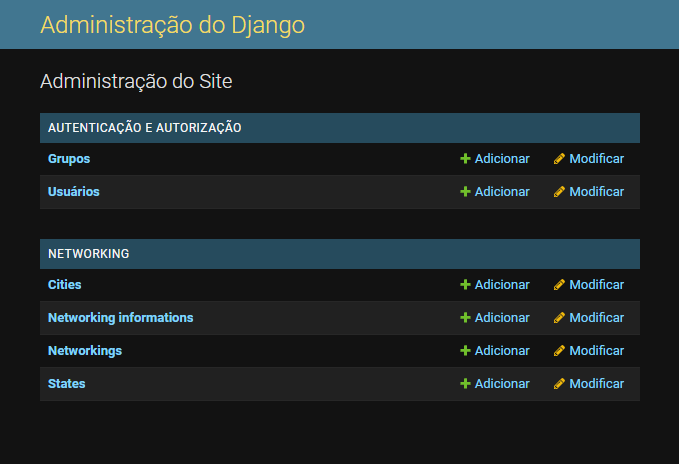 Administração do Django
Administração do Site
AUTENTICAÇÃO E AUTORIZAÇÃO
Grupos Adicionar Modificar
Usuários Adicionar Modificar
NETWORKING
Cities Adicionar Modificar
Networking informations Adicionar Modificar
Networkings Adicionar Modificar
States Adicionar Modificar